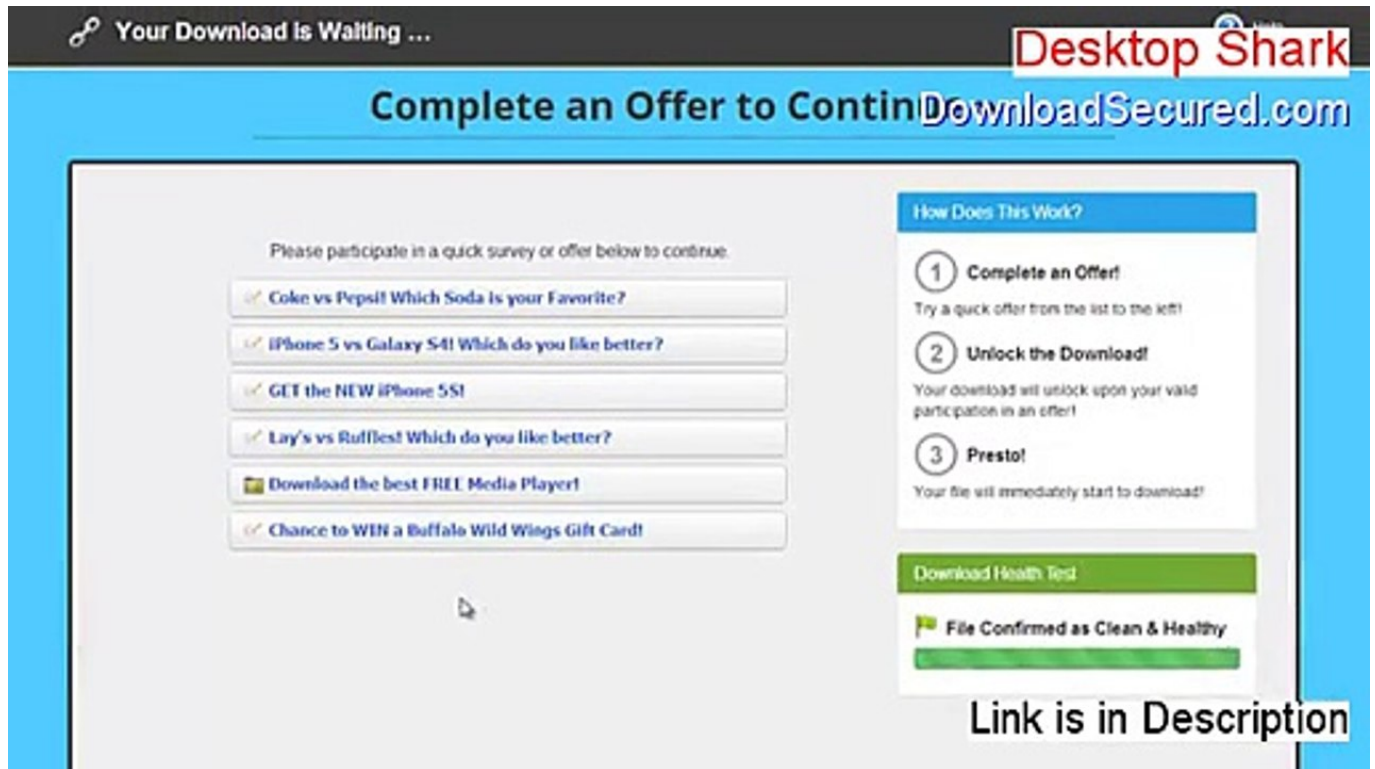 Your Download Is Waiting ...
Desktop Shark
Complete an Offer to Contin
DownloadSecured.com
Please participate in a quick survey or offer below to continue.
Coke vs Pepsi! Which Soda is your Favorite?
iPhone 5 vs Galaxy S4! Which do you like better?
GET the NEW iPhone 5S!
Lay's vs Ruffles! Which do you like better?
Download the best FREE Media Player!
Chance to WIN a Buffalo Wild Wings Gift Card!
How Does This Work?
1 Complete an Offer!
Try a quick offer from the list to the left!
2 Unlock the Download!
Your download will unlock upon your valid
participation in an offer!
3 Presto!
Your file will immediately start to download!
Download Health Test
File Confirmed as Clean & Healthy
Link is in Description